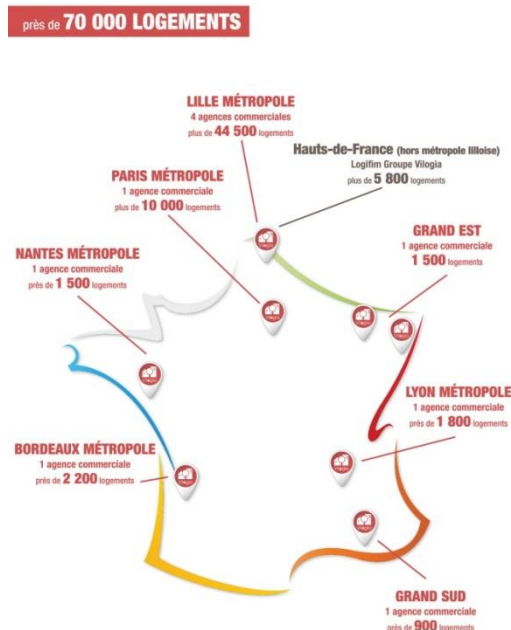 près de 70 000 LOGEMENTS
LILLE MÉTROPOLE
4 agences commerciales
plus de 44 500 logements
Hauts-de-France (hors métropole lilloise)
Logifim Groupe Vilogia
plus de 5 800 logements
PARIS MÉTROPOLE
1 agence commerciale
plus de 10 000 logements
GRAND EST
1 agence commerciale
1 500 logements
NANTES MÉTROPOLE
1 agence commerciale
près de 1 500 logements
LYON MÉTROPOLE
1 agence commerciale
près de 1 800 logements
BORDEAUX MÉTROPOLE
1 agence commerciale
près de 2 200 logements
GRAND SUD
1 agence commerciale
près de 900 logements